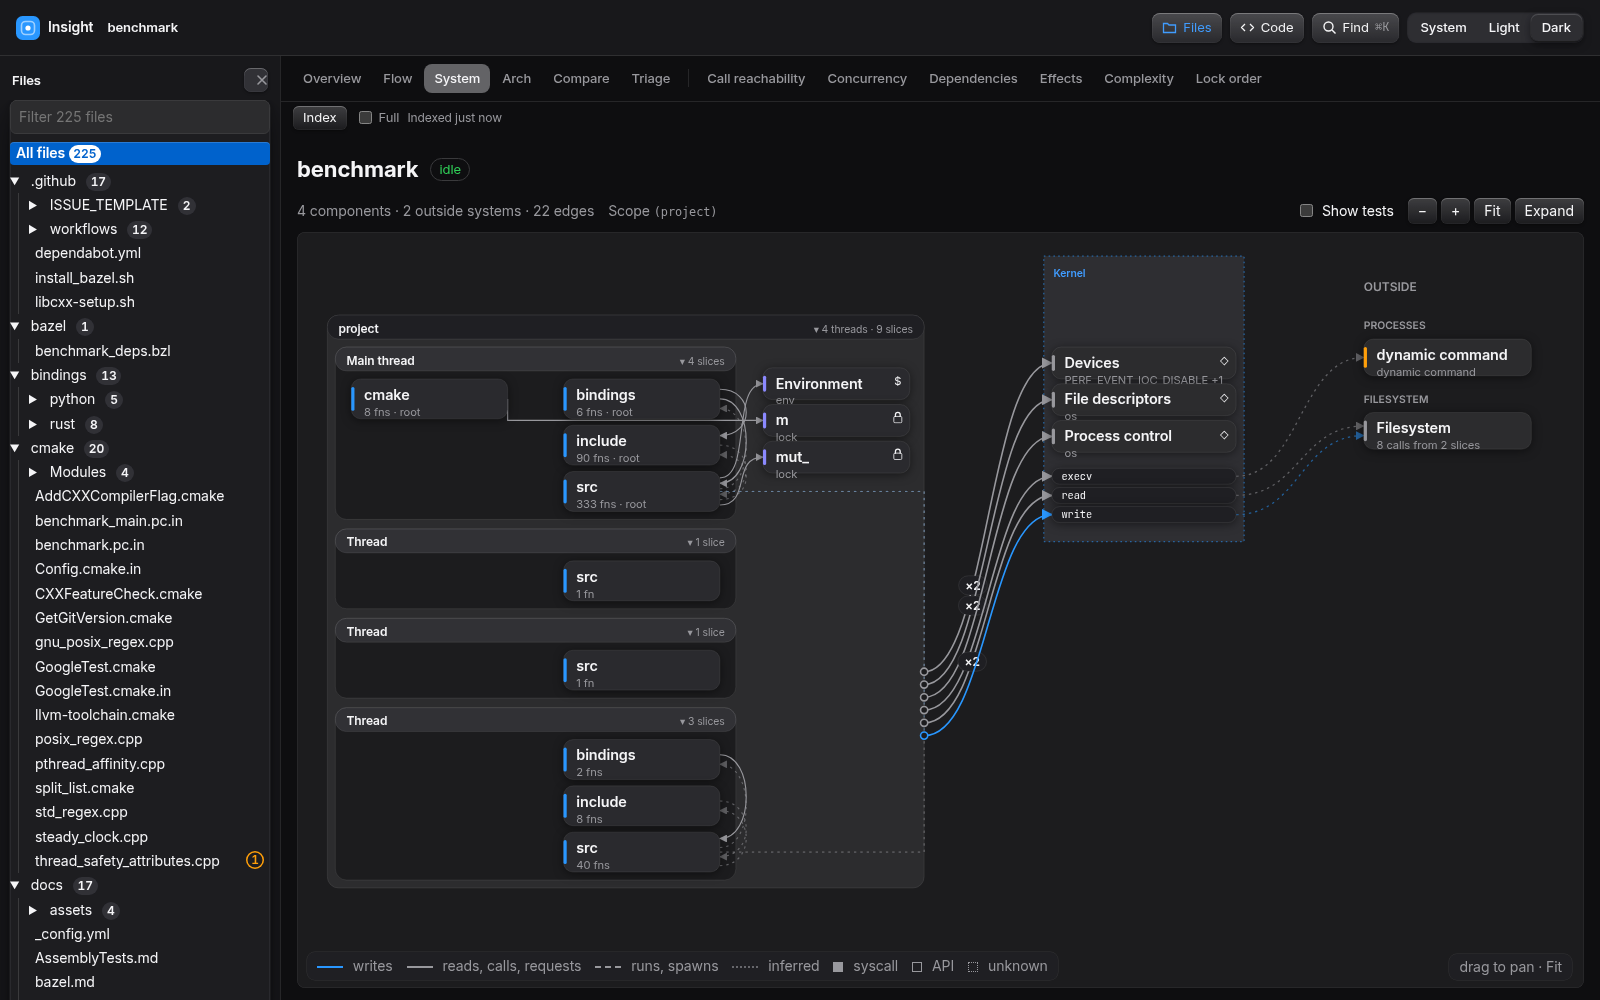 Insight benchmark
Files
Code
Find ⌘K
System Light Dark
Files
Filter 225 files
All files 225
.github 17
ISSUE_TEMPLATE 2
workflows 12
dependabot.yml
install_bazel.sh
libcxx-setup.sh
bazel 1
benchmark_deps.bzl
bindings 13
python 5
rust 8
cmake 20
Modules 4
AddCXXCompilerFlag.cmake
benchmark_main.pc.in
benchmark.pc.in
Config.cmake.in
CXXFeatureCheck.cmake
GetGitVersion.cmake
gnu_posix_regex.cpp
GoogleTest.cmake
GoogleTest.cmake.in
llvm-toolchain.cmake
posix_regex.cpp
pthread_affinity.cpp
split_list.cmake
std_regex.cpp
steady_clock.cpp
thread_safety_attributes.cpp 1
docs 17
assets 4
_config.yml
AssemblyTests.md
bazel.md
Overview Flow System Arch Compare Triage Call reachability Concurrency Dependencies Effects Complexity Lock order
Index Full Indexed just now
benchmark idle
4 components · 2 outside systems · 22 edges Scope (project)
Show tests − + Fit Expand
project ▾ 4 threads · 9 slices
Main thread ▾ 4 slices
cmake
8 fns · root
bindings
6 fns · root
include
90 fns · root
src
333 fns · root
Environment $
env
m
lock
mut_
lock
Thread ▾ 1 slice
src
1 fn
Thread ▾ 1 slice
src
1 fn
Thread ▾ 3 slices
bindings
2 fns
include
8 fns
src
40 fns
×2
×2
×2
Kernel
Devices ◇
PERF_EVENT_IOC_DISABLE +1
File descriptors ◇
os
Process control ◇
os
execv
read
write
OUTSIDE
PROCESSES
dynamic command
dynamic command
FILESYSTEM
Filesystem
8 calls from 2 slices
writes reads, calls, requests runs, spawns inferred syscall API unknown
drag to pan · Fit